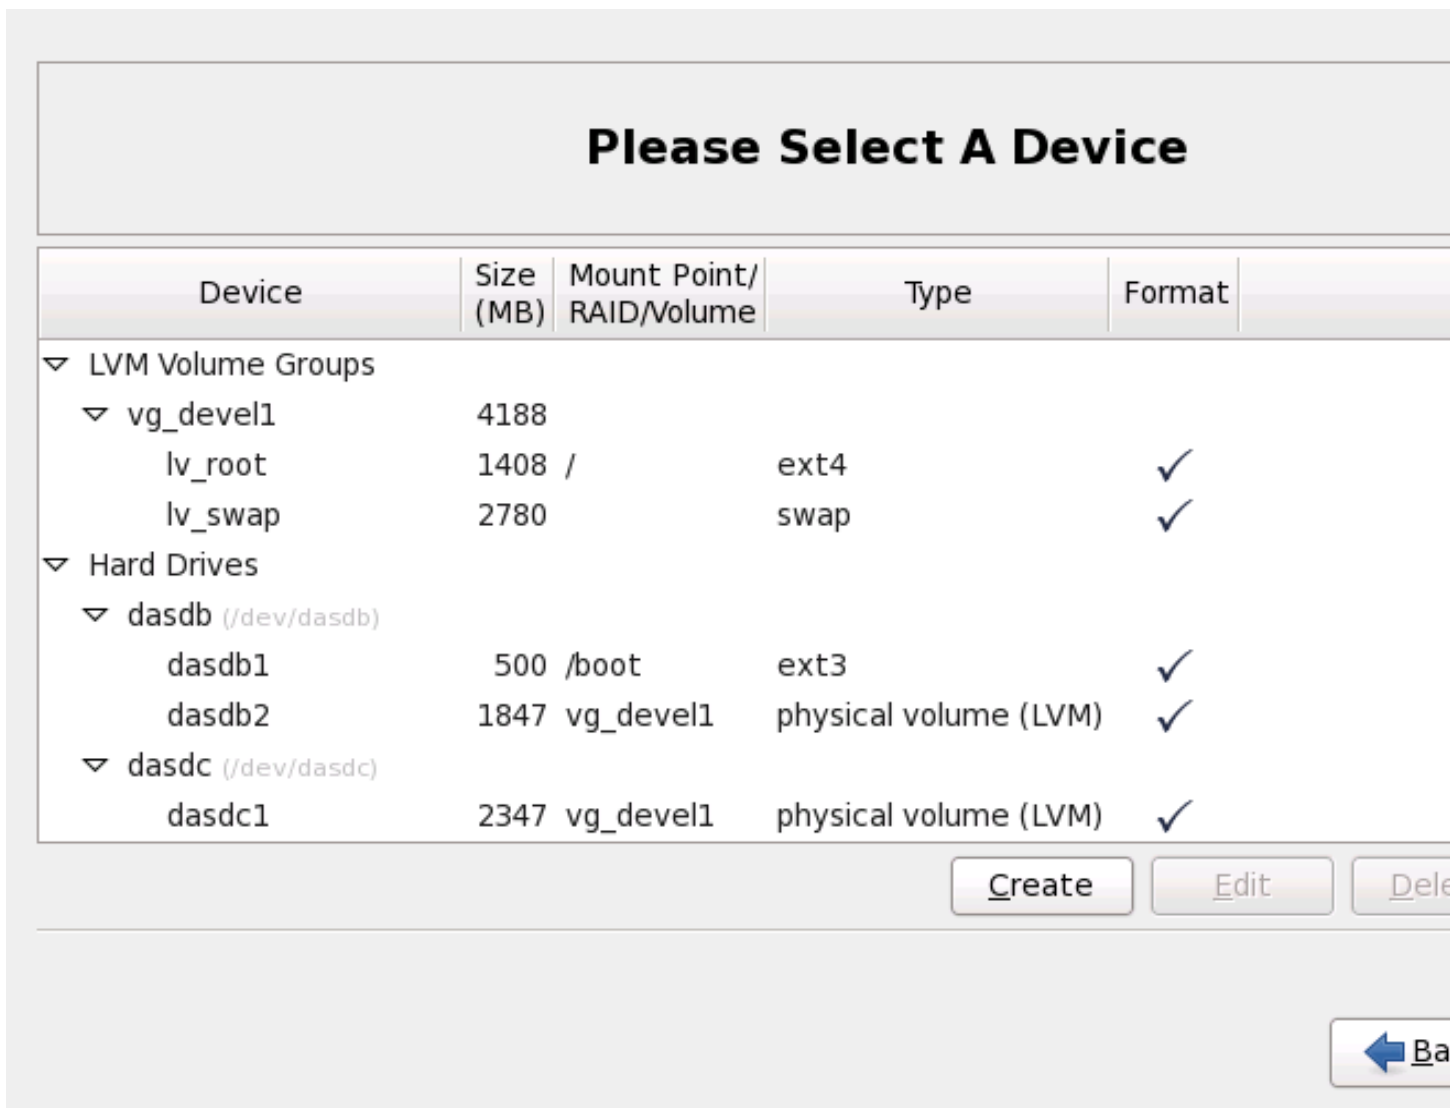 Please Select A Device
Device Size (MB) Mount Point/ RAID/Volume Type Format
LVM Volume Groups
vg_devel1 4188
lv_root 1408 / ext4
lv_swap 2780 swap
Hard Drives
dasdb (/dev/dasdb)
dasdb1 500 /boot ext3
dasdb2 1847 vg_devel1 physical volume (LVM)
dasdc (/dev/dasdc)
dasdc1 2347 vg_devel1 physical volume (LVM)
Create Edit Dele
Ba